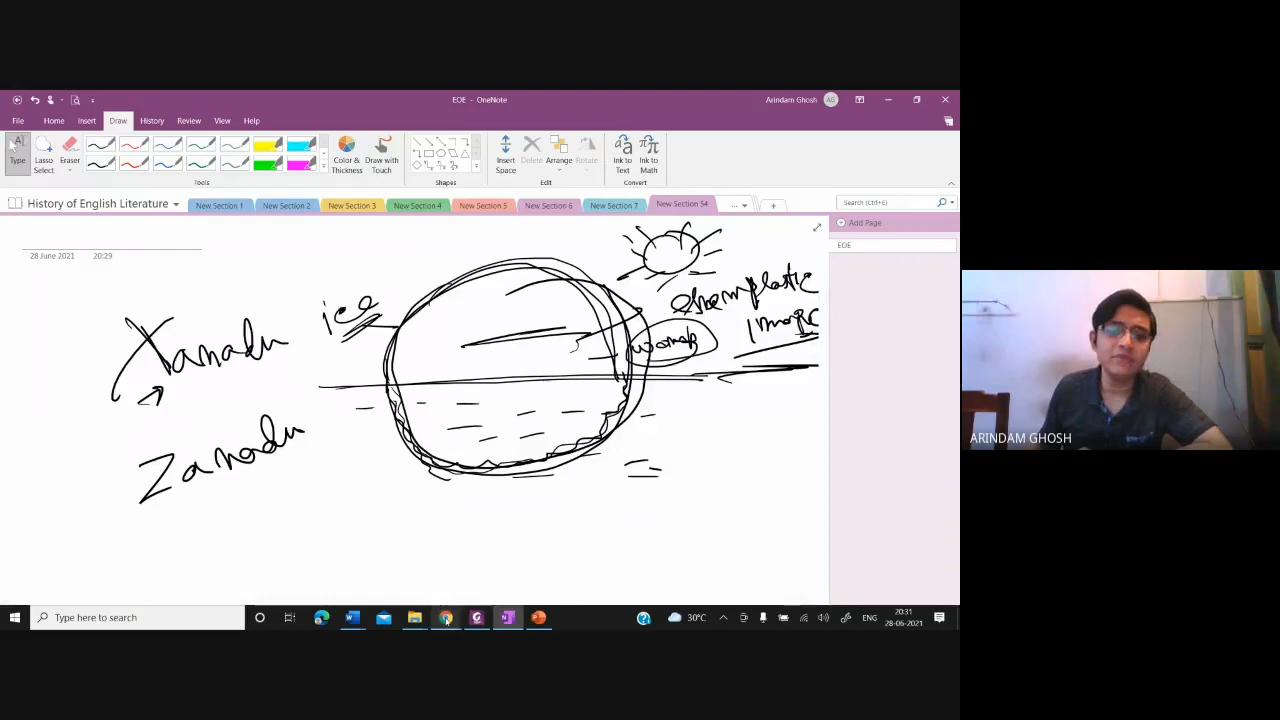 EOE - OneNote
Arindam Ghosh
AG
File Home Insert Draw History Review View Help
Type
Lasso Select
Eraser
Color & Thickness
Draw with Touch
Insert Space
Delete
Arrange
Rotate
Ink to Text
Ink to Math
Tools
Shapes
Edit
Convert
History of English Literature
New Section 1
New Section 2
New Section 3
New Section 4
New Section 5
New Section 6
New Section 7
New Section 54
...
Search (Ctrl+E)
Add Page
EOE
28 June 2021 20:29
ice
Xanadu
Zanadu
womb
ARINDAM GHOSH
Type here to search
30°C
ENG
20:31
28-06-2021